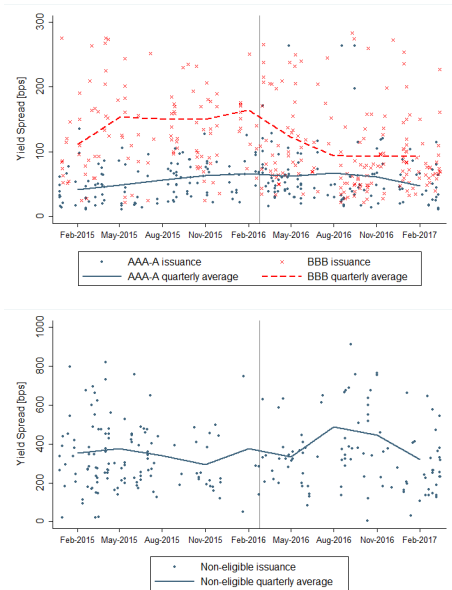 Yield Spread [bps]
300
200
100
0
Feb-2015 May-2015 Aug-2015 Nov-2015 Feb-2016 May-2016 Aug-2016 Nov-2016 Feb-2017
AAA-A issuance BBB issuance
AAA-A quarterly average BBB quarterly average
Yield Spread [bps]
1000
800
600
400
200
0
Feb-2015 May-2015 Aug-2015 Nov-2015 Feb-2016 May-2016 Aug-2016 Nov-2016 Feb-2017
Non-eligible issuance
Non-eligible quarterly average